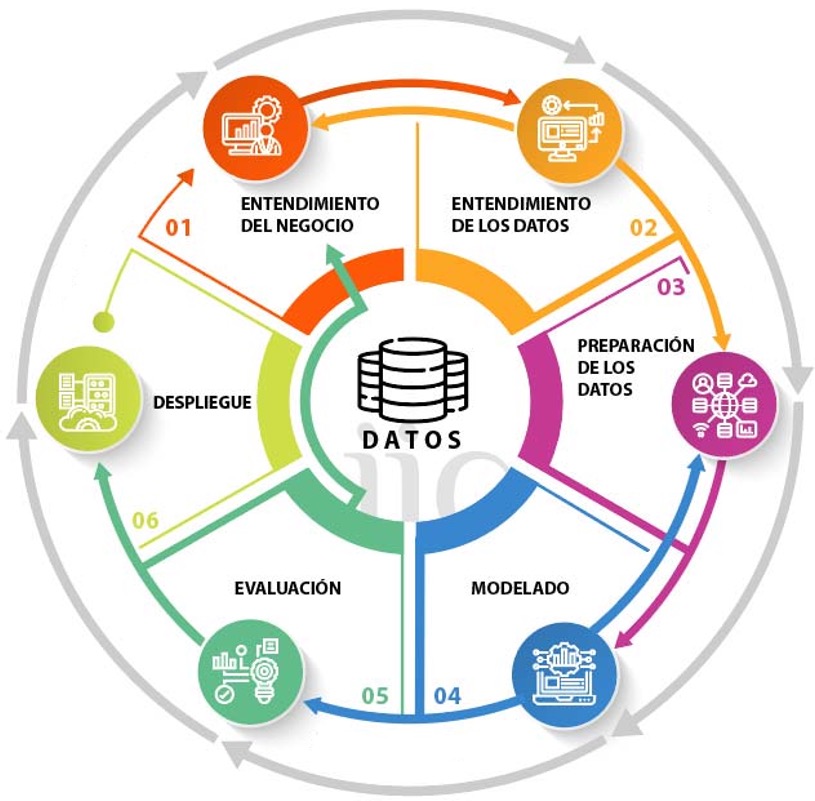 01
ENTENDIMIENTO
DEL NEGOCIO
ENTENDIMIENTO
DE LOS DATOS
02
03
PREPARACIÓN
DE LOS
DATOS
DATOS
DESPLIEGUE
06
EVALUACIÓN
MODELADO
05
04